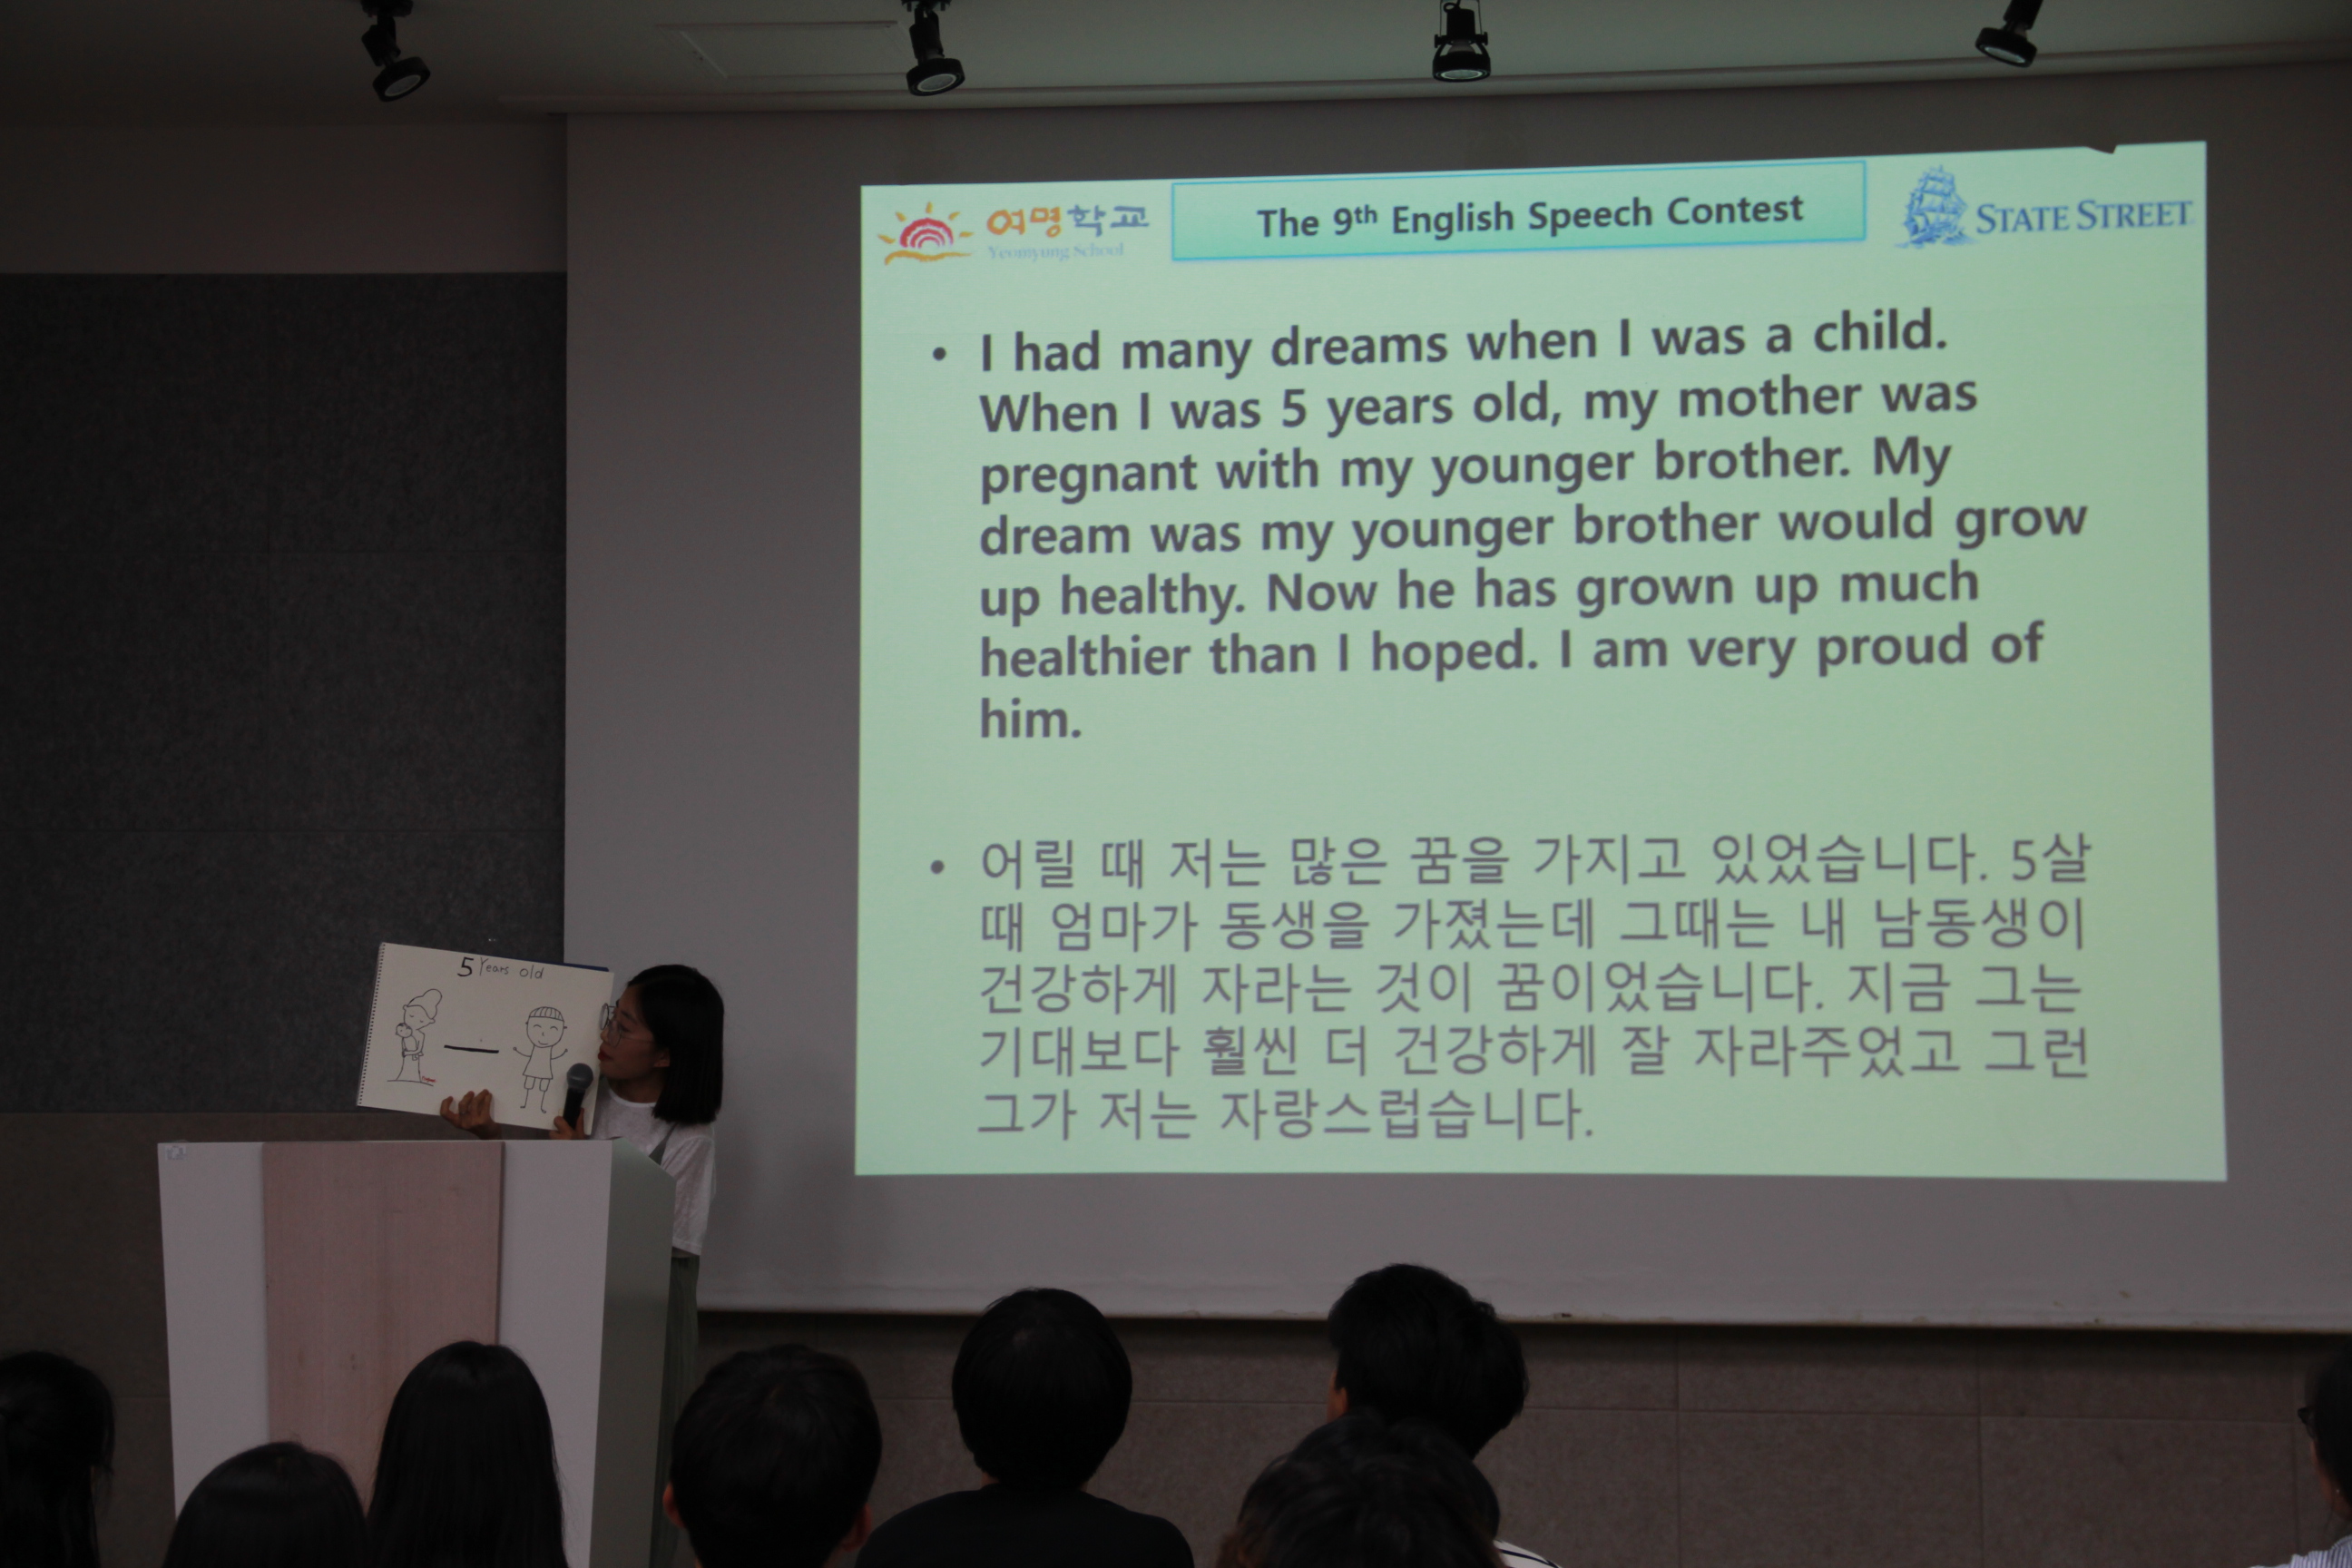 여명학교
Yeomyung School
The 9th English Speech Contest
STATE STREET
• I had many dreams when I was a child.
When I was 5 years old, my mother was
pregnant with my younger brother. My
dream was my younger brother would grow
up healthy. Now he has grown up much
healthier than I hoped. I am very proud of
him.
• 어릴 때 저는 많은 꿈을 가지고 있었습니다. 5살
때 엄마가 동생을 가졌는데 그때는 내 남동생이
건강하게 자라는 것이 꿈이었습니다. 지금 그는
기대보다 훨씬 더 건강하게 잘 자라주었고 그런
그가 저는 자랑스럽습니다.
5 Years old